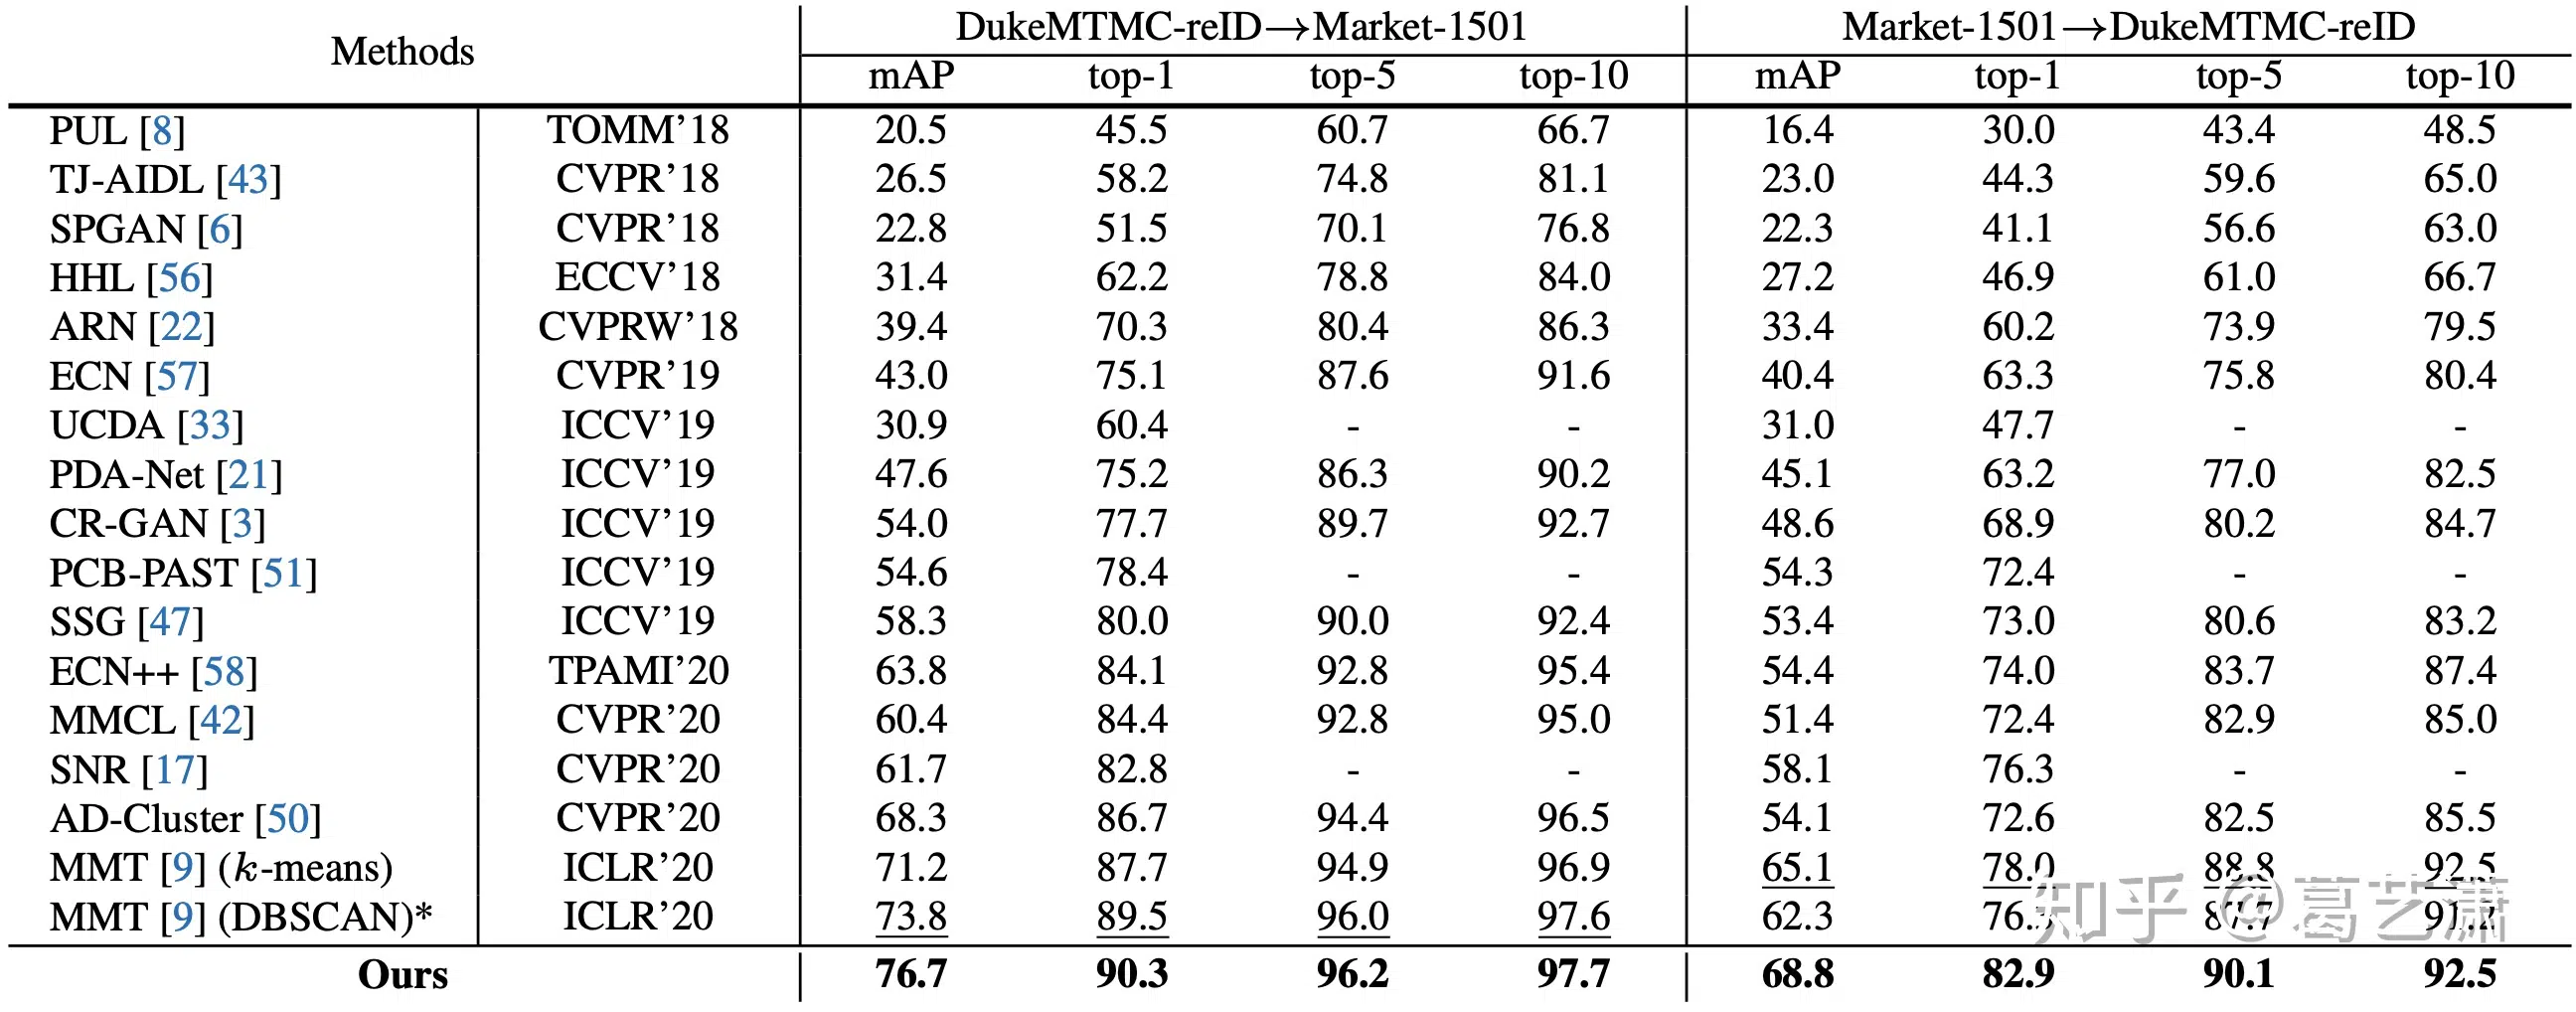 Methods DukeMTMC-reID→Market-1501 Market-1501→DukeMTMC-reID
mAP top-1 top-5 top-10 mAP top-1 top-5 top-10
PUL [8] TOMM’18 20.5 45.5 60.7 66.7 16.4 30.0 43.4 48.5
TJ-AIDL [43] CVPR’18 26.5 58.2 74.8 81.1 23.0 44.3 59.6 65.0
SPGAN [6] CVPR’18 22.8 51.5 70.1 76.8 22.3 41.1 56.6 63.0
HHL [56] ECCV’18 31.4 62.2 78.8 84.0 27.2 46.9 61.0 66.7
ARN [22] CVPRW’18 39.4 70.3 80.4 86.3 33.4 60.2 73.9 79.5
ECN [57] CVPR’19 43.0 75.1 87.6 91.6 40.4 63.3 75.8 80.4
UCDA [33] ICCV’19 30.9 60.4 - - 31.0 47.7 - -
PDA-Net [21] ICCV’19 47.6 75.2 86.3 90.2 45.1 63.2 77.0 82.5
CR-GAN [3] ICCV’19 54.0 77.7 89.7 92.7 48.6 68.9 80.2 84.7
PCB-PAST [51] ICCV’19 54.6 78.4 - - 54.3 72.4 - -
SSG [47] ICCV’19 58.3 80.0 90.0 92.4 53.4 73.0 80.6 83.2
ECN++ [58] TPAMI’20 63.8 84.1 92.8 95.4 54.4 74.0 83.7 87.4
MMCL [42] CVPR’20 60.4 84.4 92.8 95.0 51.4 72.4 82.9 85.0
SNR [17] CVPR’20 61.7 82.8 - - 58.1 76.3 - -
AD-Cluster [50] CVPR’20 68.3 86.7 94.4 96.5 54.1 72.6 82.5 85.5
MMT [9] (k-means) ICLR’20 71.2 87.7 94.9 96.9 65.1 78.0 88.8 92.5
MMT [9] (DBSCAN)* ICLR’20 73.8 89.5 96.0 97.6 62.3 87.7 91.2
知乎 @葛艺潇
Ours 76.7 90.3 96.2 97.7 68.8 82.9 90.1 92.5